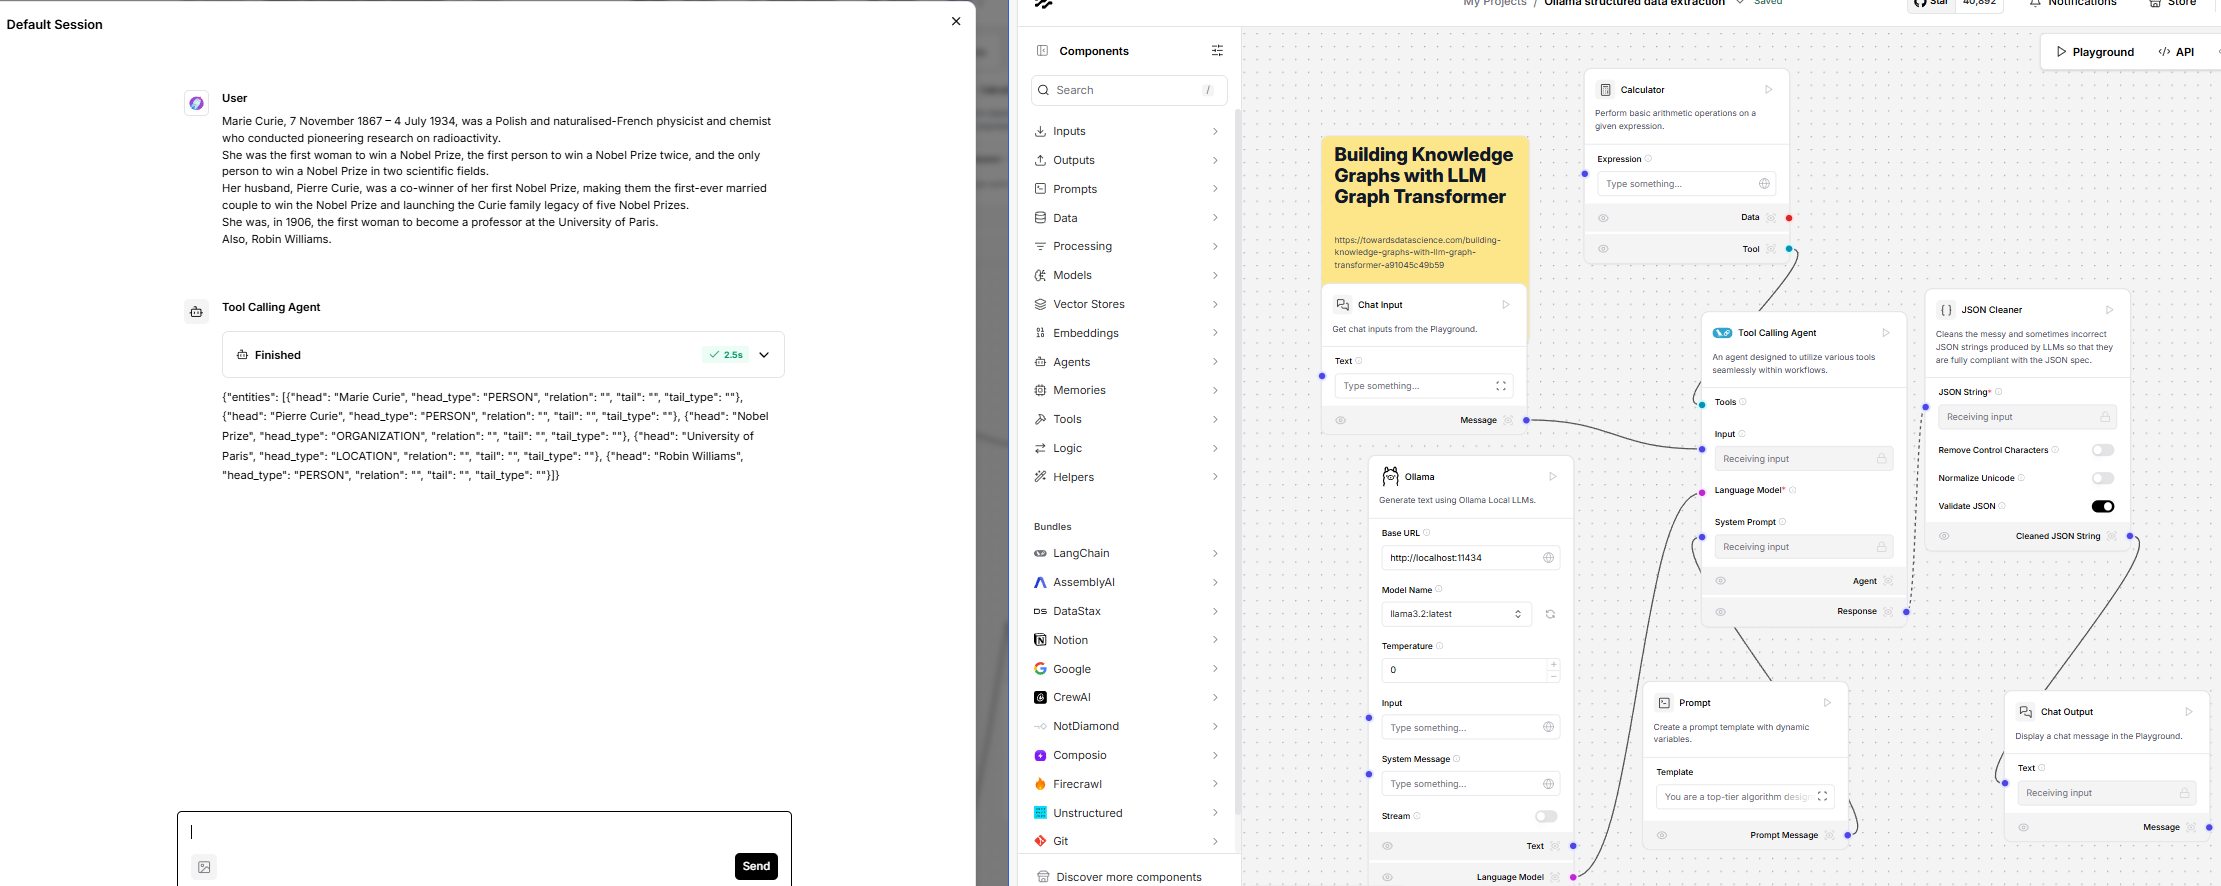 Default Session
User
Marie Curie, 7 November 1867 – 4 July 1934, was a Polish and naturalised-French physicist and chemist
who conducted pioneering research on radioactivity.
She was the first woman to win a Nobel Prize, the first person to win a Nobel Prize twice, and the only
person to win a Nobel Prize in two scientific fields.
Her husband, Pierre Curie, was a co-winner of her first Nobel Prize, making them the first-ever married
couple to win the Nobel Prize and launching the Curie family legacy of five Nobel Prizes.
She was, in 1906, the first woman to become a professor at the University of Paris.
Also, Robin Williams.
Tool Calling Agent
Finished
2.5s
{"entities": [{"head": "Marie Curie", "head_type": "PERSON", "relation": "", "tail": "", "tail_type": ""},
{"head": "Pierre Curie", "head_type": "PERSON", "relation": "", "tail": "", "tail_type": ""}, {"head": "Nobel
Prize", "head_type": "ORGANIZATION", "relation": "", "tail": "", "tail_type": ""}, {"head": "University of
Paris", "head_type": "LOCATION", "relation": "", "tail": "", "tail_type": ""}, {"head": "Robin Williams",
"head_type": "PERSON", "relation": "", "tail": "", "tail_type": ""}]}
Send
My Projects / Ollama structured data extraction
Saved
Star
40,892
Notifications
Store
Components
Search
/
Inputs
Outputs
Prompts
Data
Processing
Models
Vector Stores
Embeddings
Agents
Memories
Tools
Logic
Helpers
Bundles
LangChain
AssemblyAI
DS DataStax
Notion
Google
CrewAI
NotDiamond
Composio
Firecrawl
Unstructured
Git
Discover more components
Playground
API
Building Knowledge
Graphs with LLM
Graph Transformer
https://towardsdatascience.com/building-
knowledge-graphs-with-llm-graph-
transformer-a91045c49b59
Chat Input
Get chat inputs from the Playground.
Text
Type something...
Message
Calculator
Perform basic arithmetic operations on a
given expression.
Expression
Type something...
Data
Tool
Ollama
Generate text using Ollama Local LLMs.
Base URL
http://localhost:11434
Model Name
llama3.2:latest
Temperature
0
Input
Type something...
System Message
Type something...
Stream
Text
Language Model
Tool Calling Agent
An agent designed to utilize various tools
seamlessly within workflows.
Tools
Input
Receiving input
Language Model*
System Prompt
Receiving input
Agent
Response
Prompt
Create a prompt template with dynamic
variables.
Template
You are a top-tier algorithm desig
Prompt Message
JSON Cleaner
Cleans the messy and sometimes incorrect
JSON strings produced by LLMs so that they
are fully compliant with the JSON spec.
JSON String*
Receiving input
Remove Control Characters
Normalize Unicode
Validate JSON
Cleaned JSON String
Chat Output
Display a chat message in the Playground.
Text
Receiving input
Message